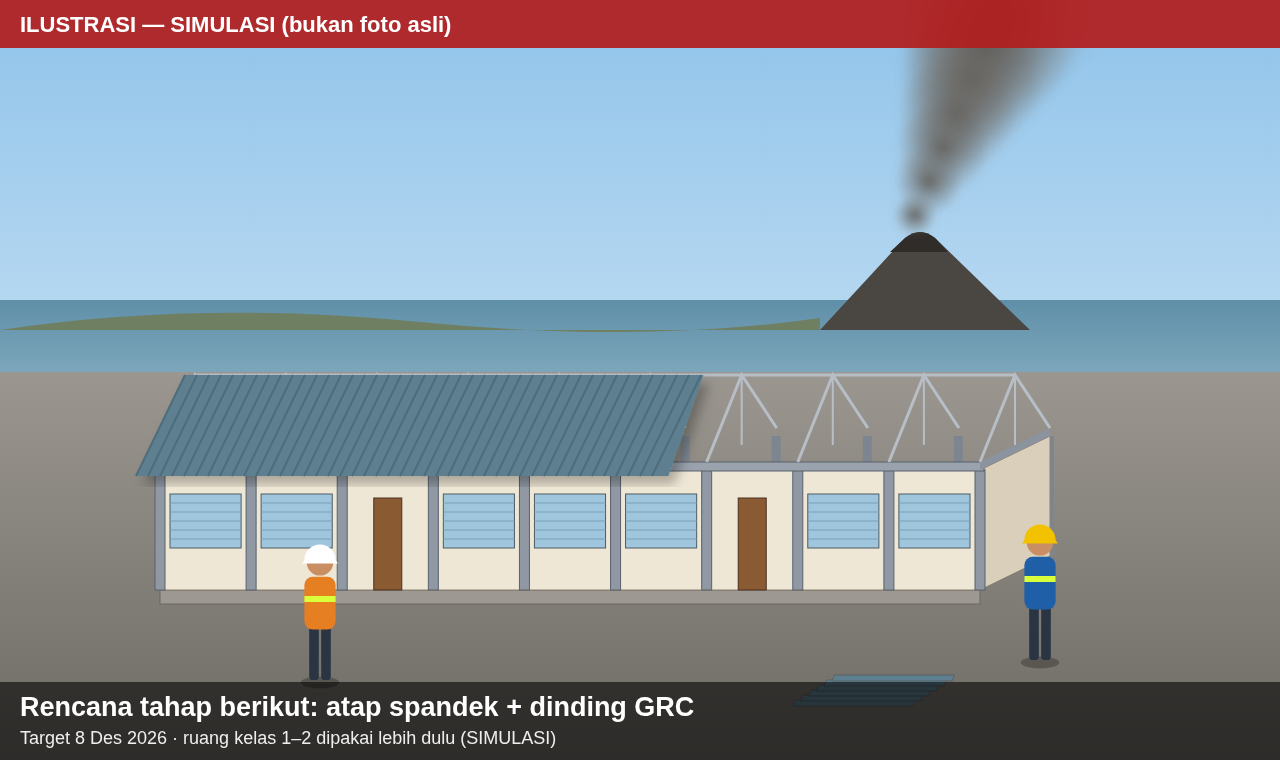 ILUSTRASI — SIMULASI (bukan foto asli)
Rencana tahap berikut: atap spandek + dinding GRC
Target 8 Des 2026 · ruang kelas 1–2 dipakai lebih dulu (SIMULASI)